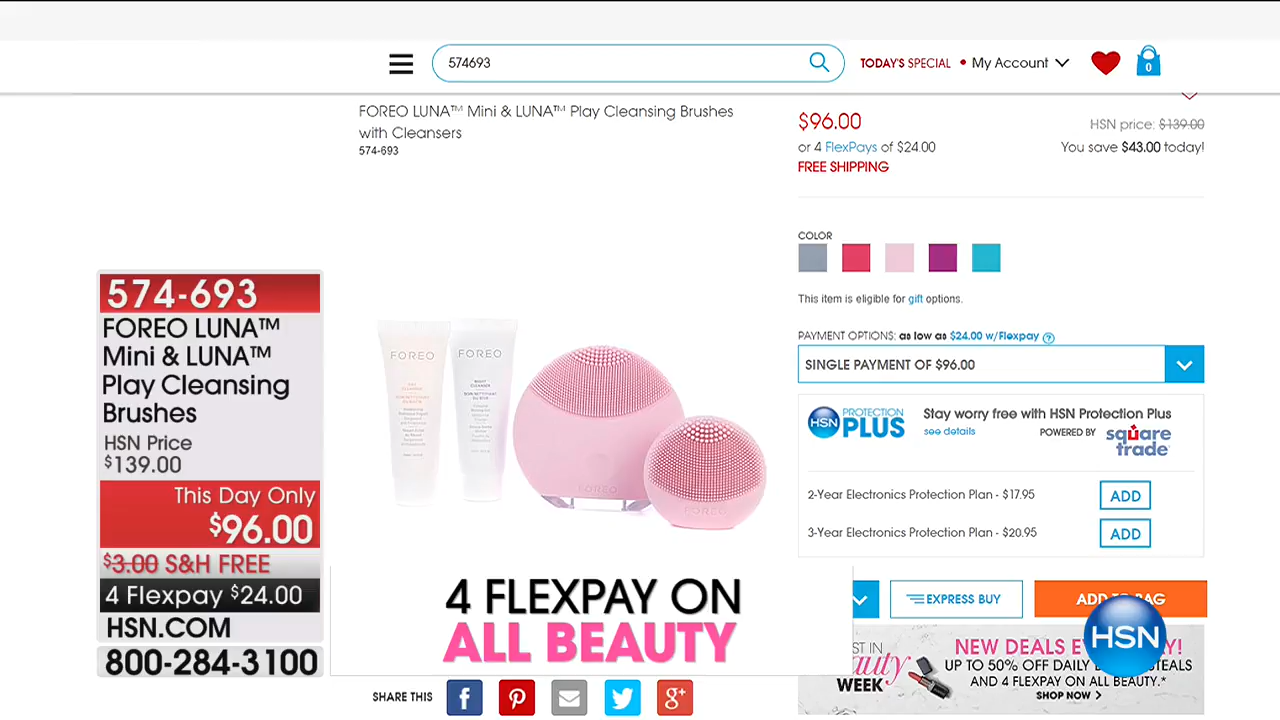 574693
TODAY'S SPECIAL • My Account
0
FOREO LUNA™ Mini & LUNA™ Play Cleansing Brushes
with Cleansers
574-693
$96.00
HSN price: $139.00
or 4 FlexPays of $24.00
You save $43.00 today!
FREE SHIPPING
COLOR
This item is eligible for gift options.
PAYMENT OPTIONS: as low as $24.00 w/Flexpay ?
SINGLE PAYMENT OF $96.00
HSN PROTECTION PLUS
Stay worry free with HSN Protection Plus
see details
POWERED BY square trade
2-Year Electronics Protection Plan - $17.95
ADD
3-Year Electronics Protection Plan - $20.95
ADD
EXPRESS BUY
ADD TO BAG
574-693
FOREO LUNA™
Mini & LUNA™
Play Cleansing
Brushes
HSN Price
$139.00
This Day Only
$96.00
$3.00 S&H FREE
4 Flexpay $24.00
HSN.COM
800-284-3100
FOREO
FOREO
FOREO
FOREO
4 FLEXPAY ON
ALL BEAUTY
HSN
WEEK
NEW DEALS
UP TO 50% OFF DAILY
AND 4 FLEXPAY ON ALL BEAUTY.*
SHOP NOW >
SHARE THIS